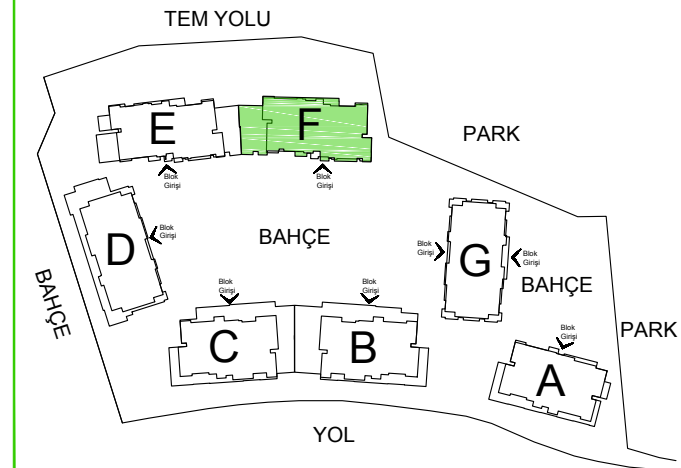 TEM YOLU
PARK
E
F
Blok
Girişi
Blok
Girişi
D
Blok
Girişi
BAHÇE
Blok
Girişi
G
Blok
Girişi
BAHÇE
BAHÇE
Blok
Girişi
Blok
Girişi
C
B
Blok
Girişi
PARK
A
YOL